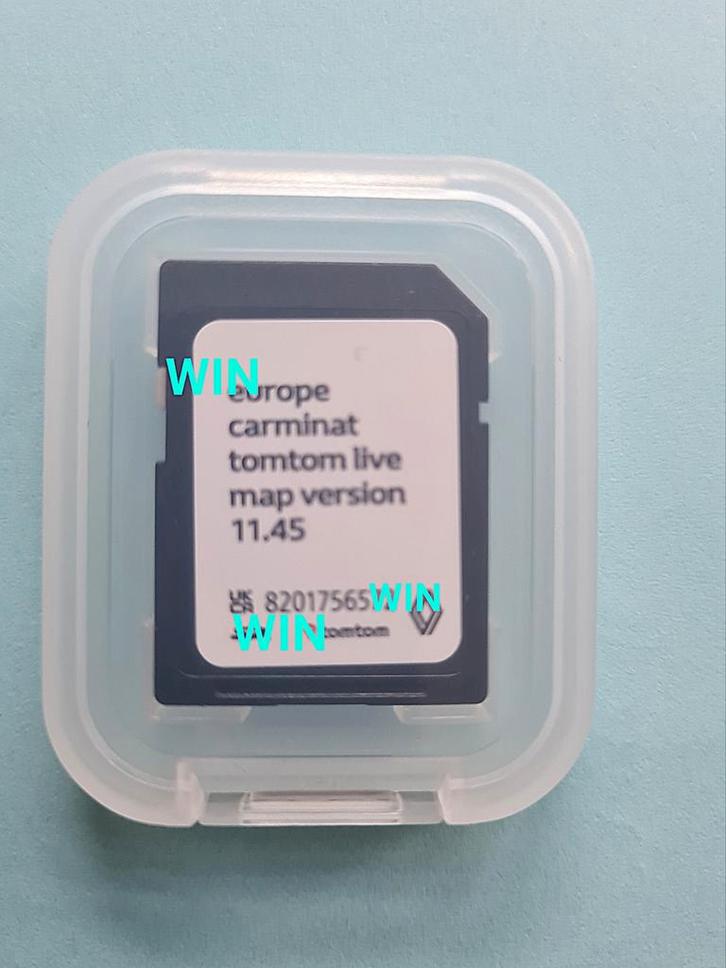 WIN
europe
carminat
tomtom live
map version
11.45
UK
CA 82017565 WIN
WIN tomtom